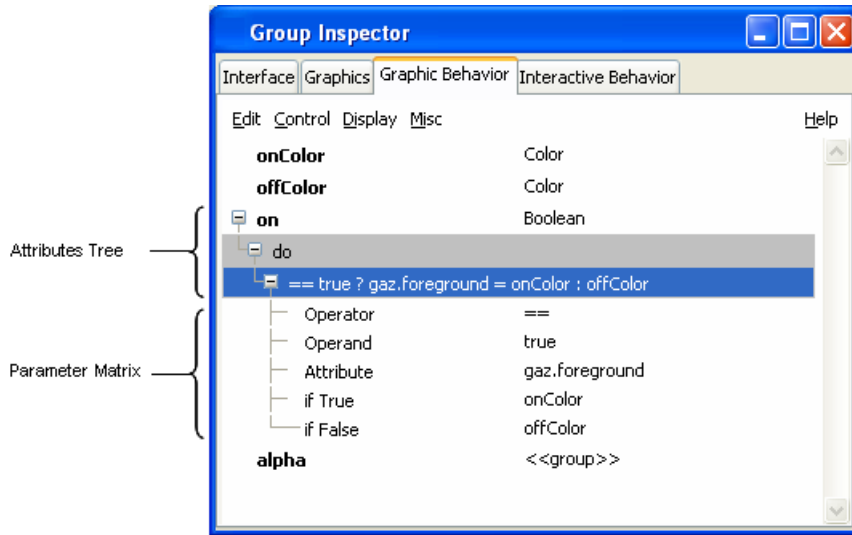 Group Inspector
Interface Graphics Graphic Behavior Interactive Behavior
Edit Control Display Misc Help
onColor Color
offColor Color
on Boolean
Attributes Tree
do
== true ? gaz.foreground = onColor : offColor
Operator ==
Operand true
Parameter Matrix
Attribute gaz.foreground
if True onColor
if False offColor
alpha <<group>>